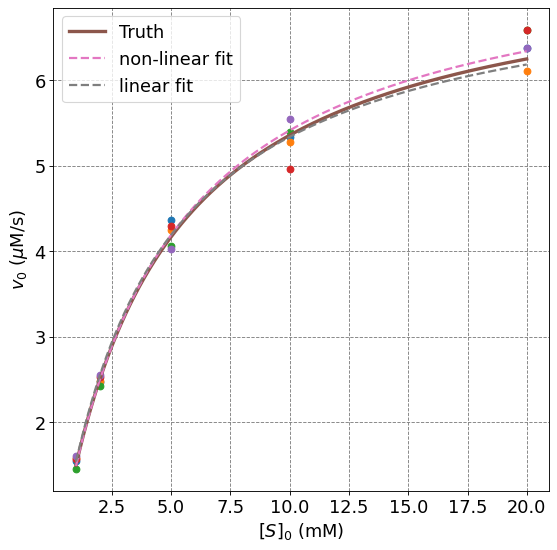 Truth
non-linear fit
linear fit
6
5
4
3
2
v₀ (μM/s)
2.5 5.0 7.5 10.0 12.5 15.0 17.5 20.0
[S]₀ (mM)